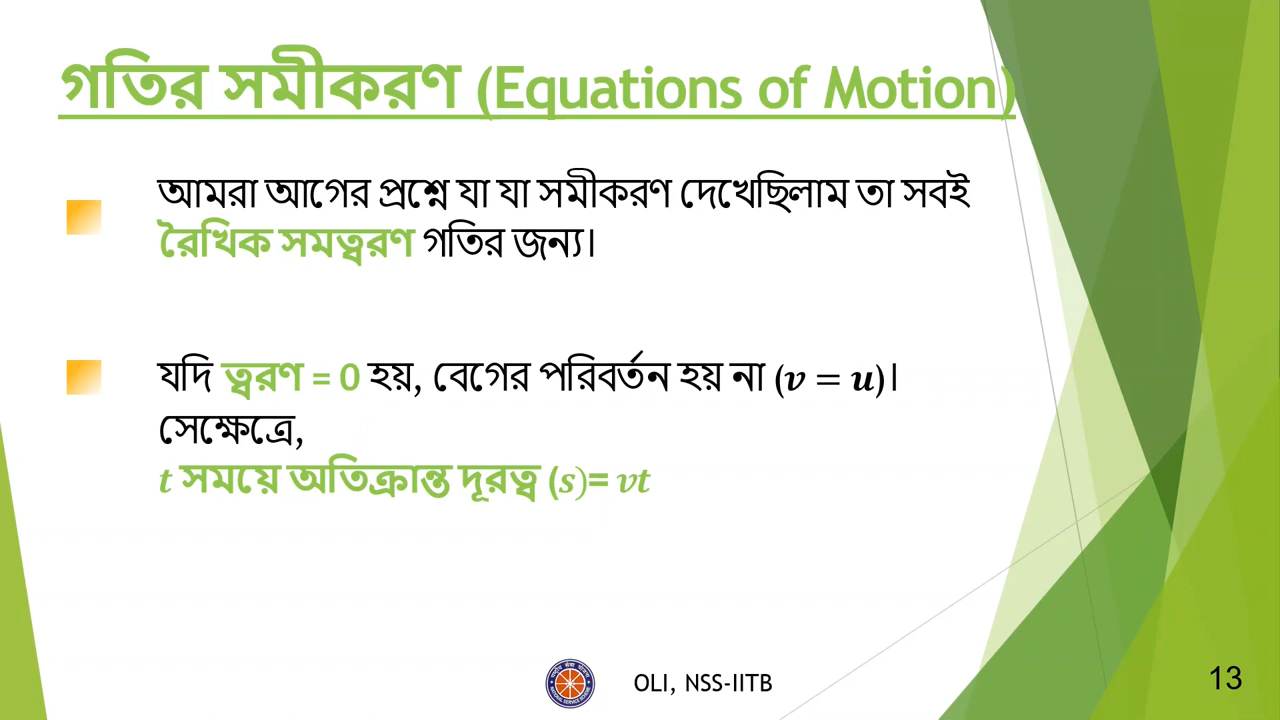 গতির সমীকরণ (Equations of Motion)
আমরা আগের প্রশ্নে যা যা সমীকরণ দেখেছিলাম তা সবই
রৈখিক সমত্বরণ গতির জন্য।
যদি ত্বরণ = 0 হয়, বেগের পরিবর্তন হয় না (v = u)।
সেক্ষেত্রে,
t সময়ে অতিক্রান্ত দূরত্ব (s)= vt
OLI, NSS-IITB
13